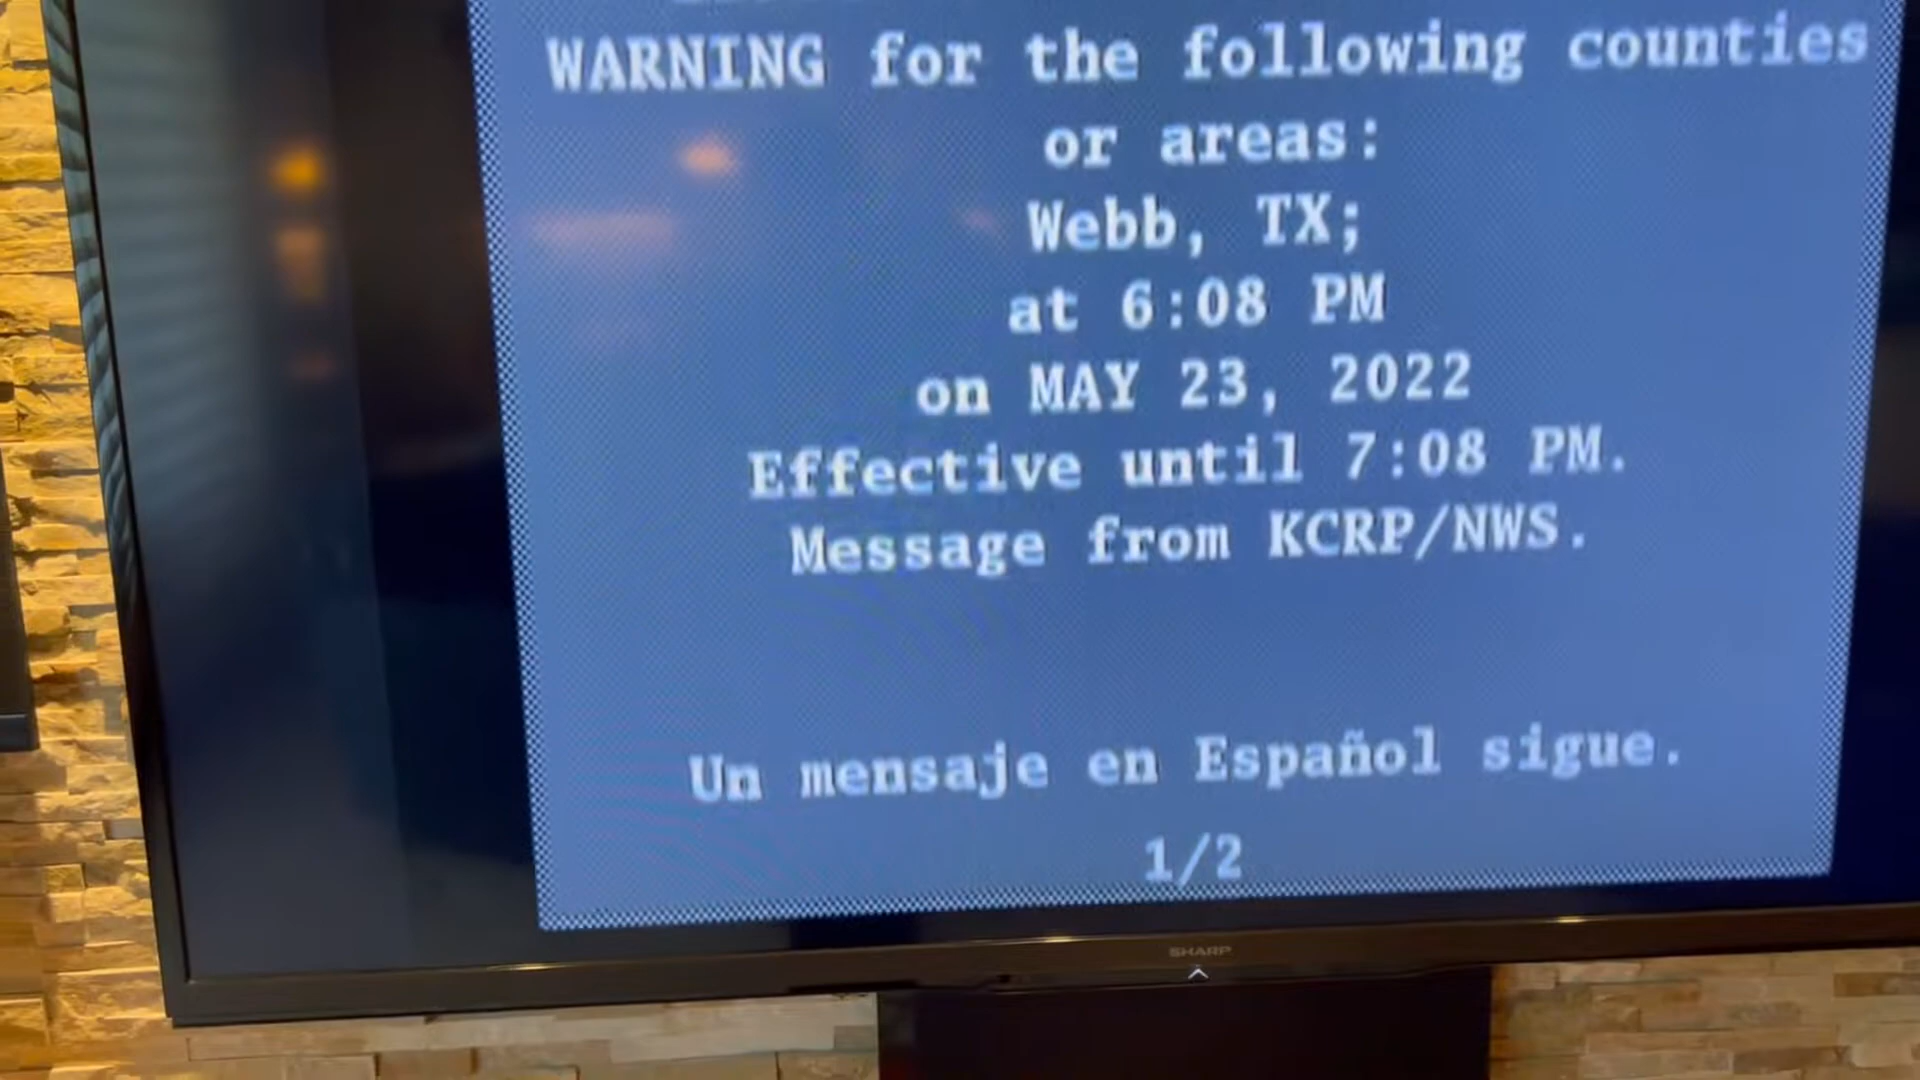 WARNING for the following counties
or areas:
Webb, TX;
at 6:08 PM
on MAY 23, 2022
Effective until 7:08 PM.
Message from KCRP/NWS.
Un mensaje en Español sigue.
1/2
SHARP